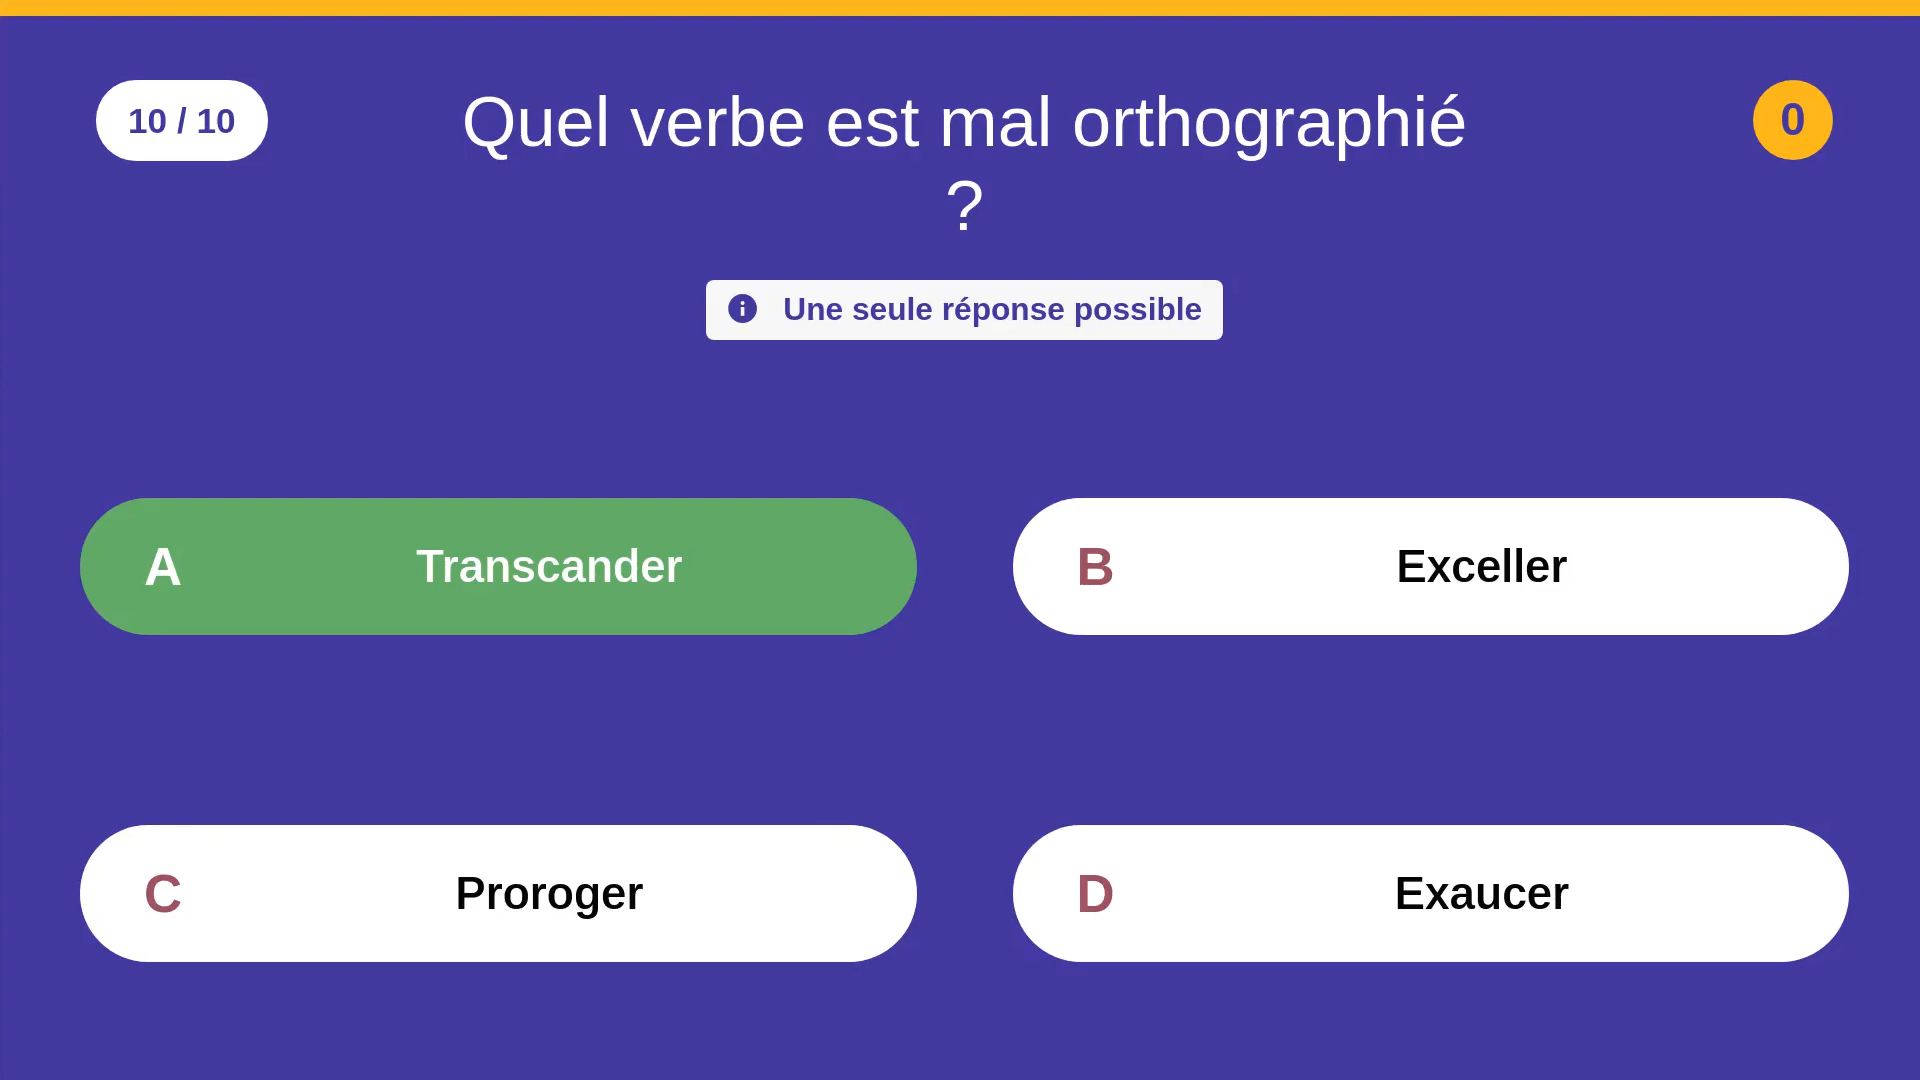 10 / 10
Quel verbe est mal orthographié
?
0
Une seule réponse possible
A Transcander
B Exceller
C Proroger
D Exaucer